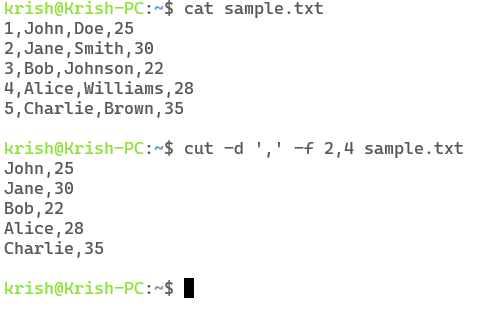 krish@Krish-PC:~$ cat sample.txt
1,John,Doe,25
2,Jane,Smith,30
3,Bob,Johnson,22
4,Alice,Williams,28
5,Charlie,Brown,35
krish@Krish-PC:~$ cut -d ',' -f 2,4 sample.txt
John,25
Jane,30
Bob,22
Alice,28
Charlie,35
krish@Krish-PC:~$